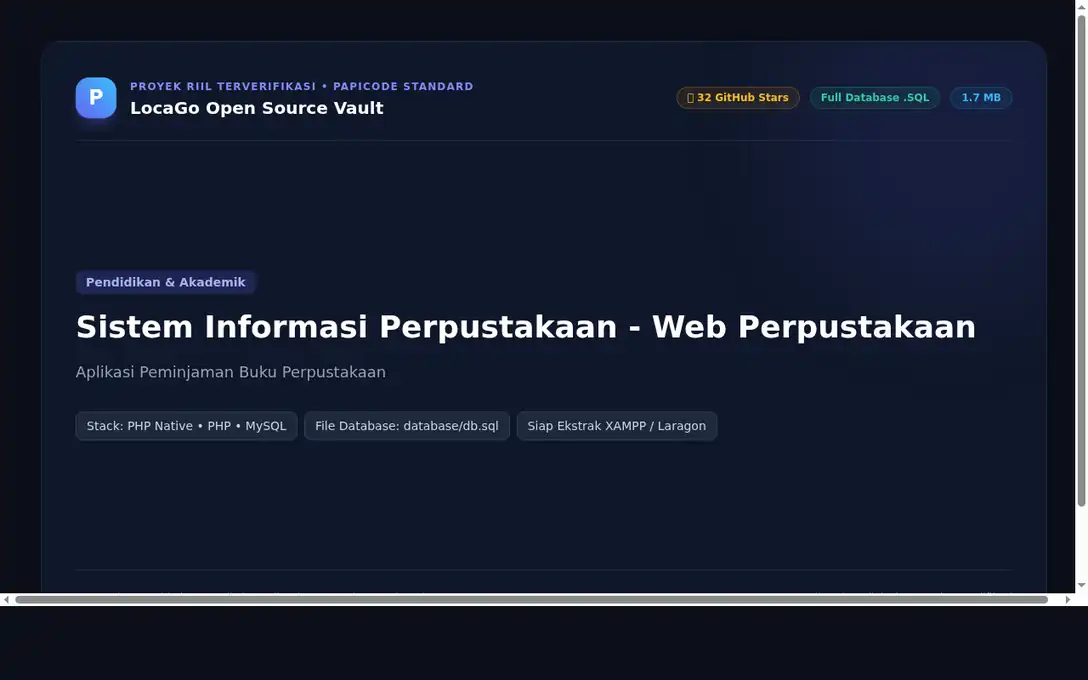 P
PROYEK RIIL TERVERIFIKASI • PAPICODE STANDARD
LocaGo Open Source Vault
32 GitHub Stars
Full Database .SQL
1.7 MB
Pendidikan & Akademik
Sistem Informasi Perpustakaan - Web Perpustakaan
Aplikasi Peminjaman Buku Perpustakaan
Stack: PHP Native • PHP • MySQL
File Database: database/db.sql
Siap Ekstrak XAMPP / Laragon